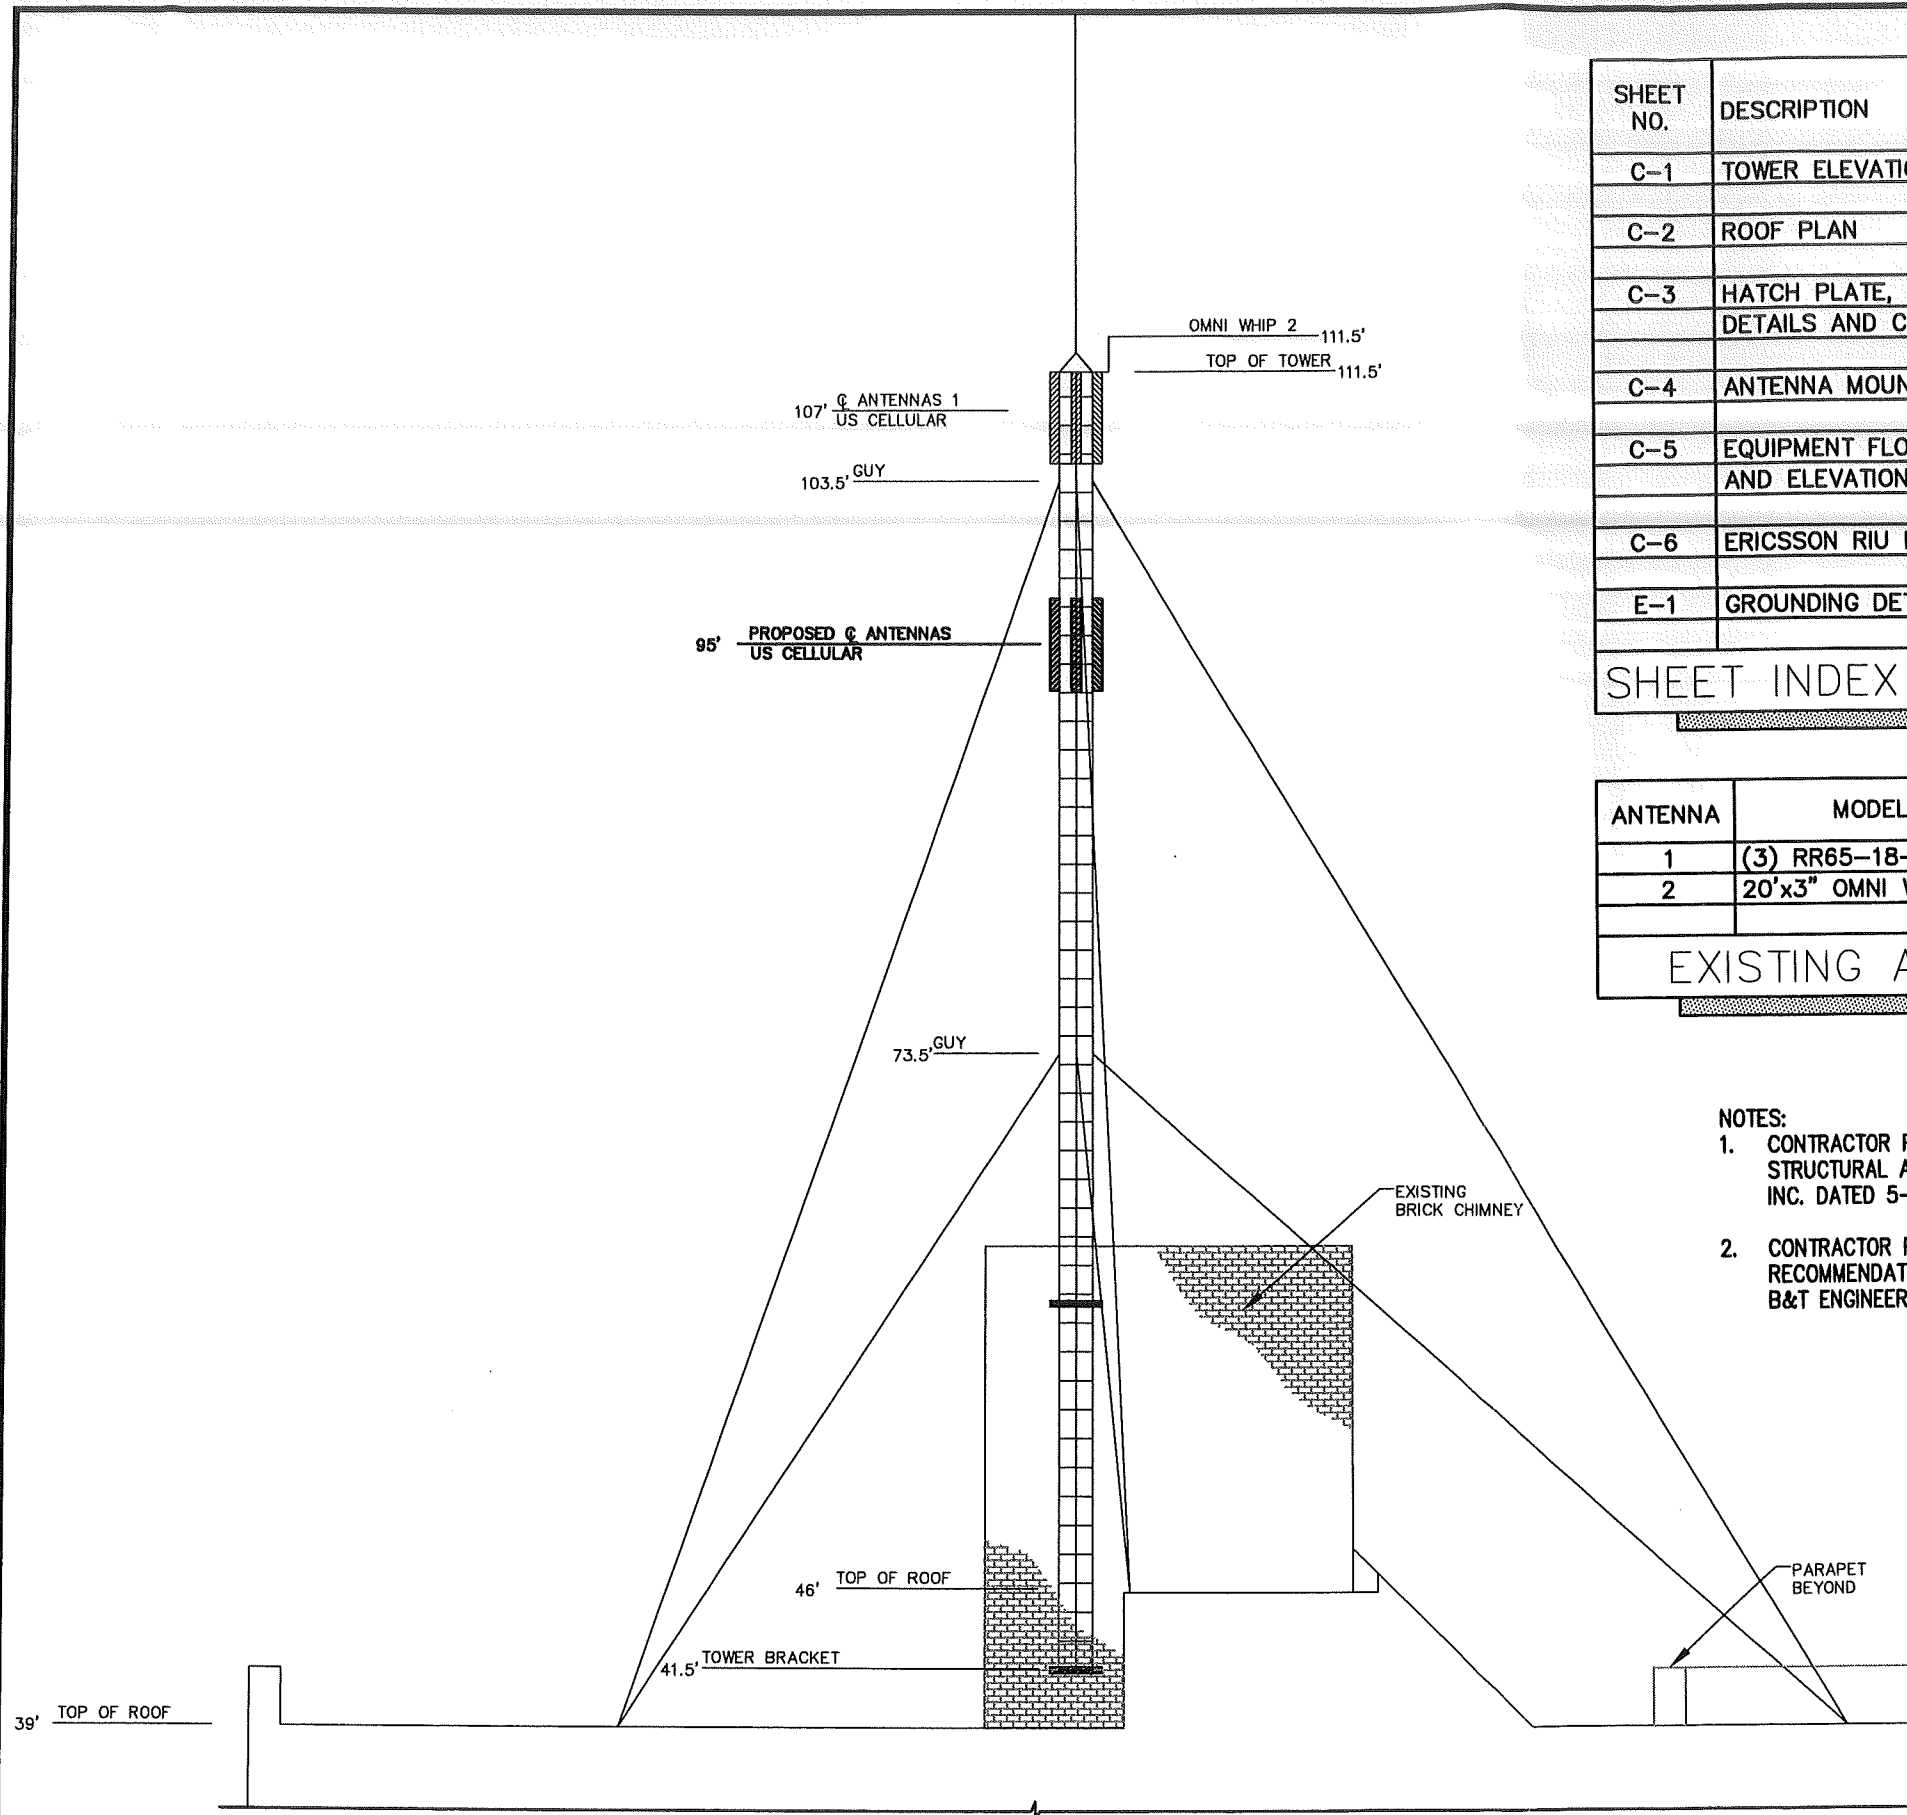 OMNI WHIP 2 111.5'
TOP OF TOWER 111.5'
107' ℄ ANTENNAS 1
US CELLULAR
103.5' GUY
95' PROPOSED ℄ ANTENNAS
US CELLULAR
73.5' GUY
EXISTING
BRICK CHIMNEY
46' TOP OF ROOF
41.5' TOWER BRACKET
39' TOP OF ROOF
PARAPET
BEYOND
SHEET
NO.
DESCRIPTION
C-1 TOWER ELEVATI
C-2 ROOF PLAN
C-3 HATCH PLATE,
DETAILS AND C
C-4 ANTENNA MOUN
C-5 EQUIPMENT FLO
AND ELEVATION
C-6 ERICSSON RIU
E-1 GROUNDING DE
SHEET INDEX
ANTENNA MODEL
1 (3) RR65-18-
2 20'x3" OMNI
EXISTING
NOTES:
1. CONTRACTOR
STRUCTURAL
INC. DATED 5-
2. CONTRACTOR
RECOMMENDAT
B&T ENGINEER